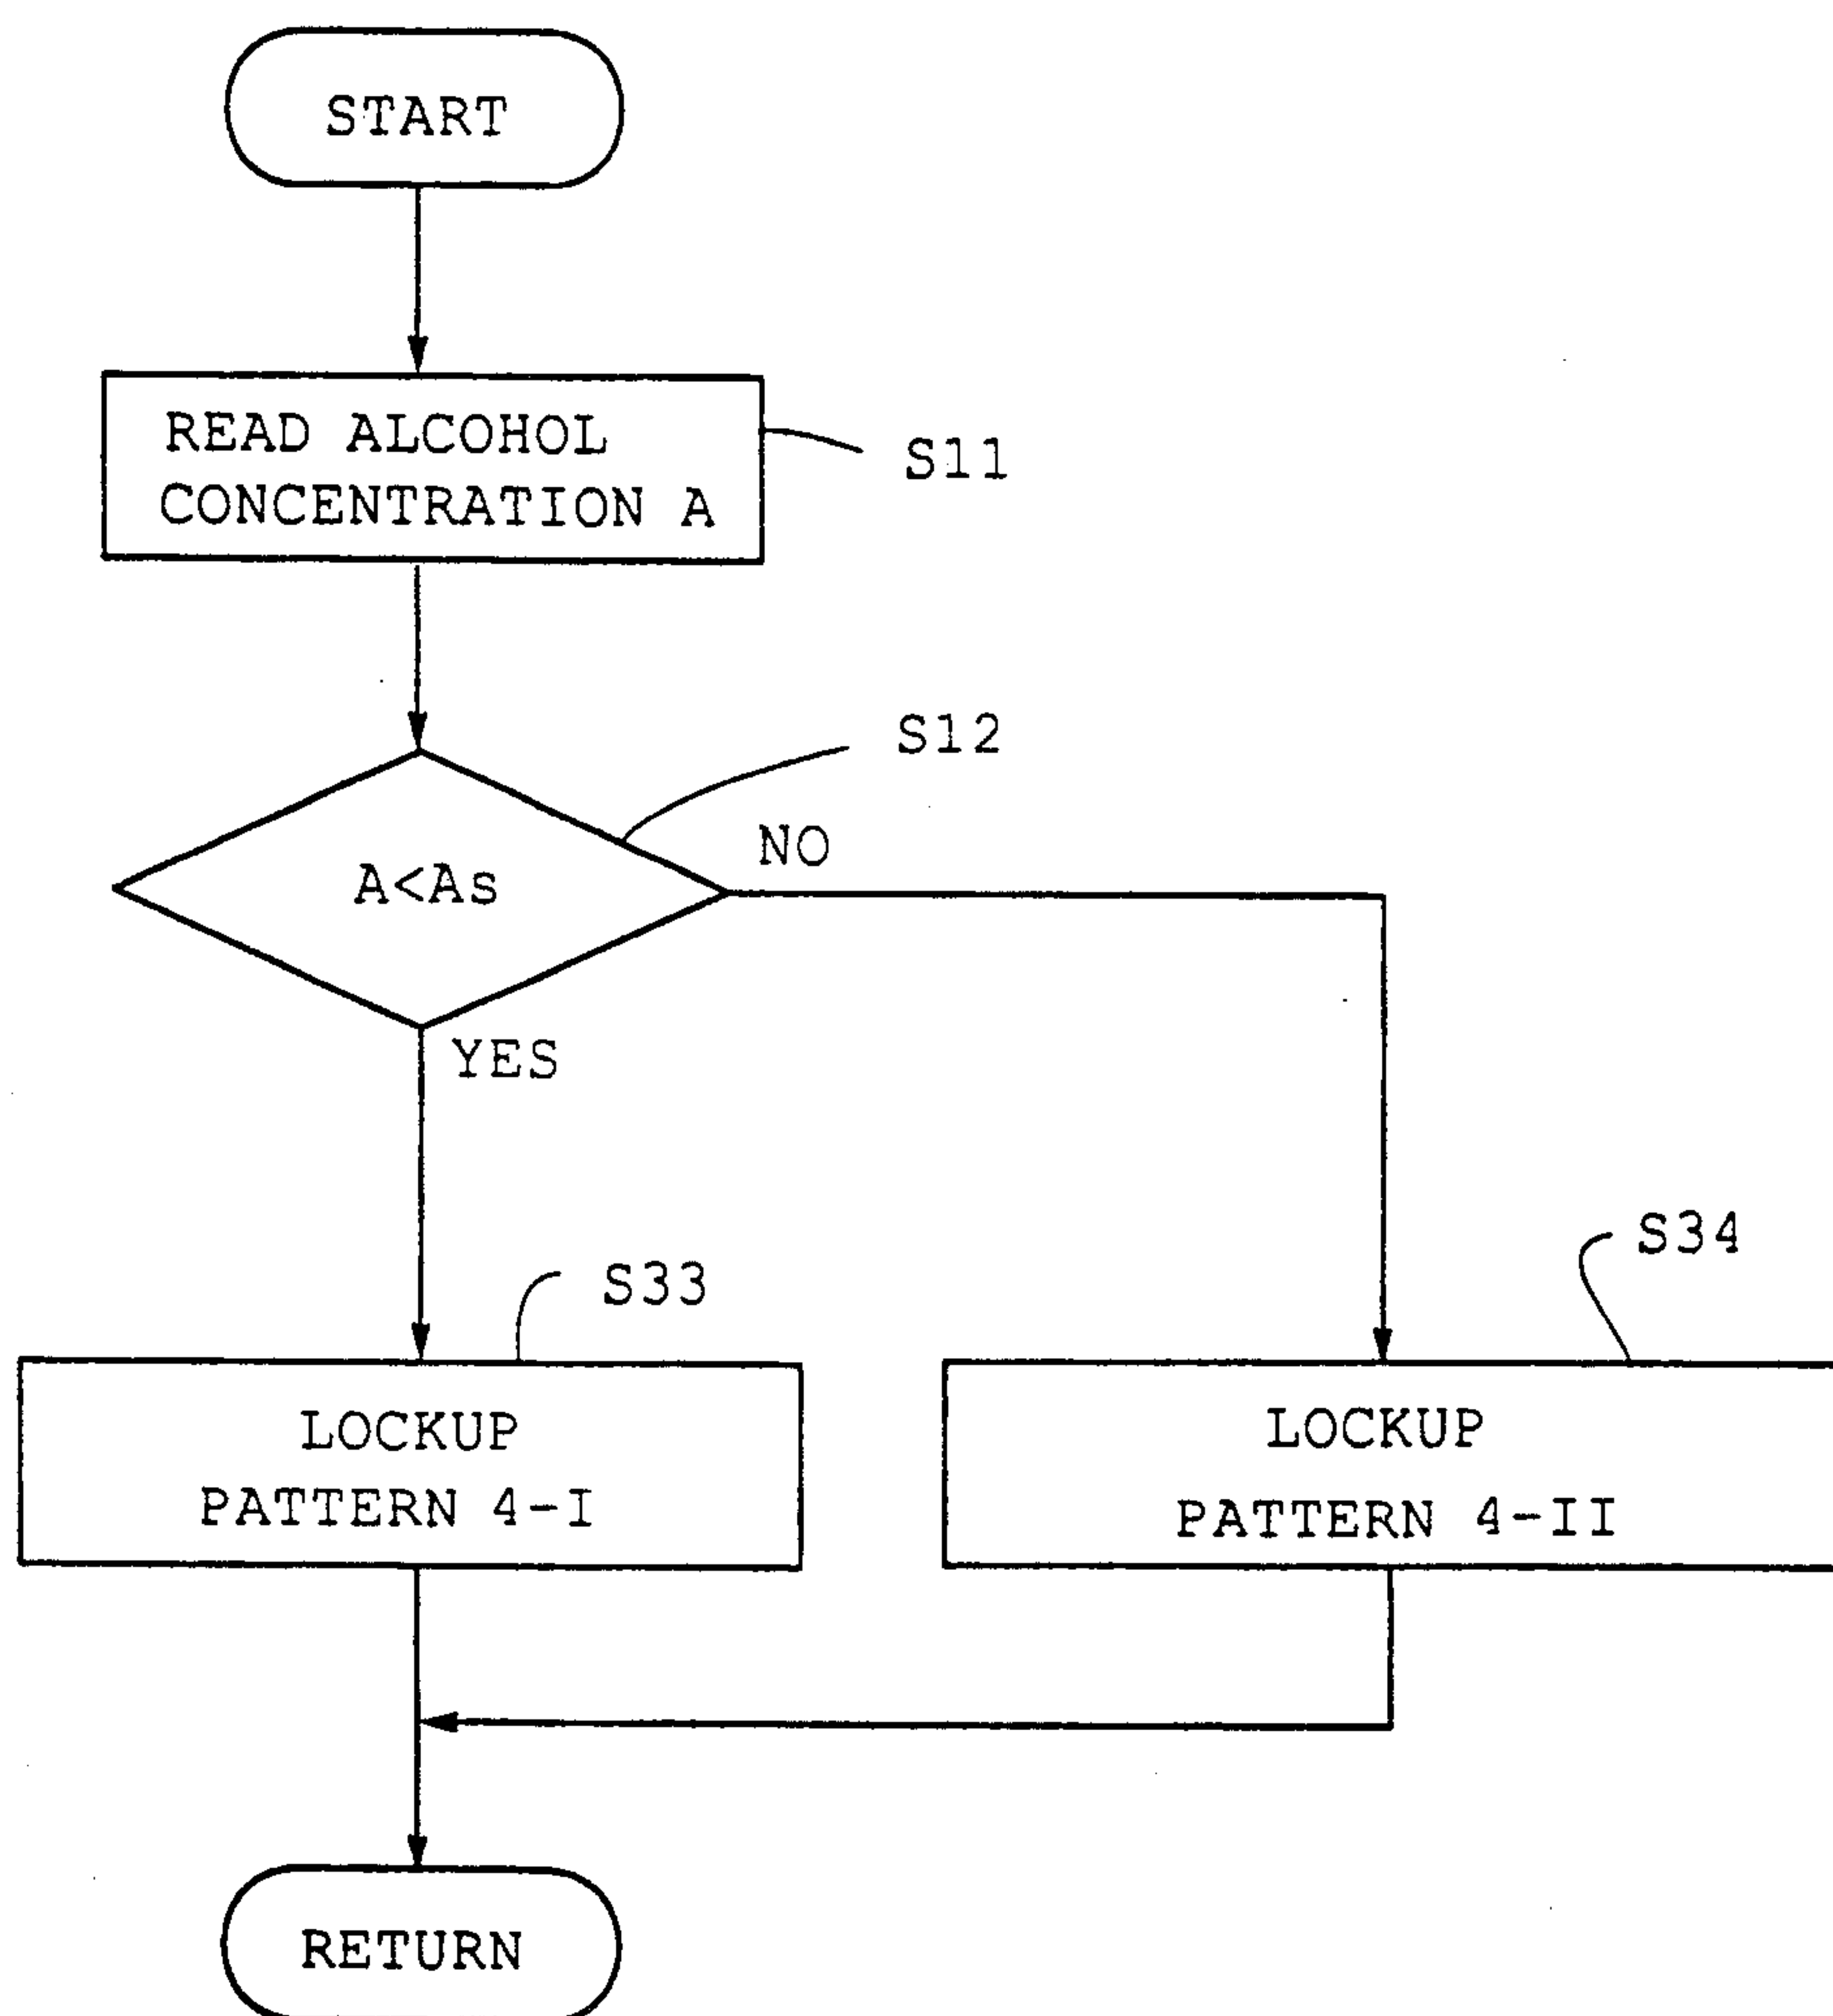 START
READ ALCOHOL
CONCENTRATION A
S11
S12
NO
A<As
YES
S33
S34
LOCKUP
PATTERN 4-I
LOCKUP
PATTERN 4-II
RETURN